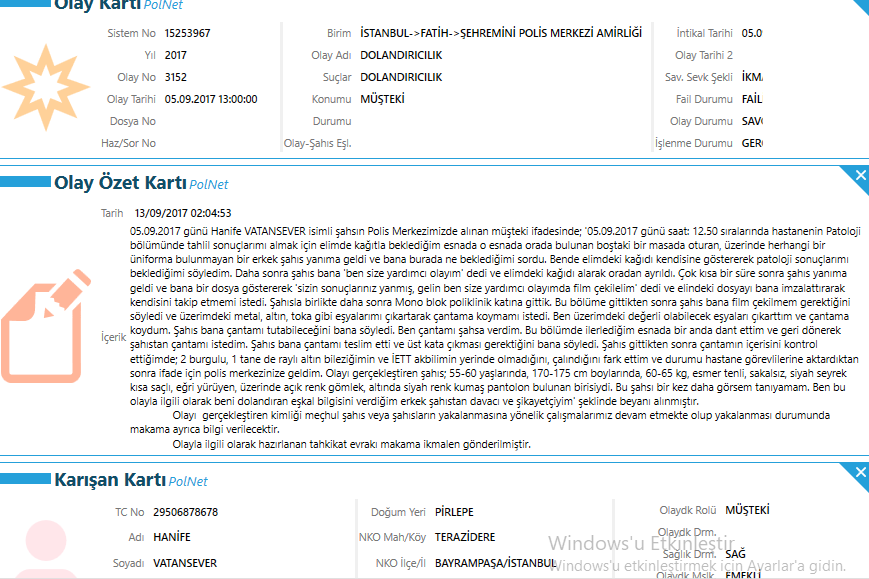 Olay Kartı PolNet
Sistem No 15253967 Birim İSTANBUL->FATİH->ŞEHREMİNİ POLİS MERKEZİ AMİRLİĞİ İntikal Tarihi 05.0
Yıl 2017 Olay Adı DOLANDIRICILIK Olay Tarihi 2
Olay No 3152 Suçlar DOLANDIRICILIK Sav. Sevk Şekli İKM
Olay Tarihi 05.09.2017 13:00:00 Konumu MÜŞTEKİ Fail Durumu FAİL
Dosya No Durumu Olay Durumu SAV
Haz/Sor No Olay-Şahıs Eşl. İşlenme Durumu GER
Olay Özet Kartı PolNet
Tarih 13/09/2017 02:04:53
İçerik
05.09.2017 günü Hanife VATANSEVER isimli şahsın Polis Merkezimizde alınan müşteki ifadesinde; '05.09.2017 günü saat: 12.50 sıralarında hastanenin Patoloji
bölümünde tahlil sonuçlarımı almak için elimde kağıtla beklediğim esnada o esnada orada bulunan boştaki bir masada oturan, üzerinde herhangi bir
üniforma bulunmayan bir erkek şahıs yanıma geldi ve bana burada ne beklediğimi sordu. Bende elimdeki kağıdı kendisine göstererek patoloji sonuçlarımı
beklediğimi söyledim. Daha sonra şahıs bana 'ben size yardımcı olayım' dedi ve elimdeki kağıdı alarak oradan ayrıldı. Çok kısa bir süre sonra şahıs yanıma
geldi ve bana bir dosya göstererek 'sizin sonuçlarınız yanmış, gelin ben size yardımcı olayımda film çekilelim' dedi ve elindeki dosyayı bana imzalattırarak
kendisini takip etmemi istedi. Şahısla birlikte daha sonra Mono blok poliklinik katına gittik. Bu bölüme gittikten sonra şahıs bana film çekilmem gerektiğini
söyledi ve üzerimdeki metal, altın, toka gibi eşyalarımı çıkartarak çantama koymamı istedi. Ben üzerimdeki değerli olabilecek eşyaları çıkarttım ve çantama
koydum. Şahıs bana çantamı tutabileceğini bana söyledi. Ben çantamı şahsa verdim. Bu bölümde ilerlediğim esnada bir anda dant ettim ve geri dönerek
şahıstan çantamı istedim. Şahıs bana çantamı teslim etti ve üst kata çıkması gerektiğini bana söyledi. Şahıs gittikten sonra çantamın içerisini kontrol
ettiğimde; 2 burgulu, 1 tane de raylı altın bileziğimin ve İETT akbilimin yerinde olmadığını, çalındığını fark ettim ve durumu hastane görevlilerine aktardıktan
sonra ifade için polis merkezinize geldim. Olayı gerçekleştiren şahıs; 55-60 yaşlarında, 170-175 cm boylarında, 60-65 kg, esmer tenli, sakalsız, siyah seyrek
kısa saçlı, eğri yürüyen, üzerinde açık renk gömlek, altında siyah renk kumaş pantolon bulunan birisiydi. Bu şahsı bir kez daha görsem tanıyamam. Ben bu
olayla ilgili olarak beni dolandıran eşkal bilgisini verdiğim erkek şahıstan davacı ve şikayetçiyim' şeklinde beyanı alınmıştır.
Olayı gerçekleştiren kimliği meçhul şahıs veya şahısların yakalanmasına yönelik çalışmalarımız devam etmekte olup yakalanması durumunda
makama ayrıca bilgi verilecektir.
Olayla ilgili olarak hazırlanan tahkikat evrakı makama ikmalen gönderilmiştir.
Karışan Kartı PolNet
TC No 29506878678 Doğum Yeri PİRLEPE Olaydk Rolü MÜŞTEKİ
Adı HANİFE NKO Mah/Köy TERAZİDERE Olaydk Drm.
Soyadı VATANSEVER NKO İlçe/İl BAYRAMPAŞA/İSTANBUL Sağlık Drm. SAĞ
Olaydk Mslk. EMEKLİ
Windows'u Etkinleştir
Windows'u etkinleştirmek için Ayarlar'a gidin.